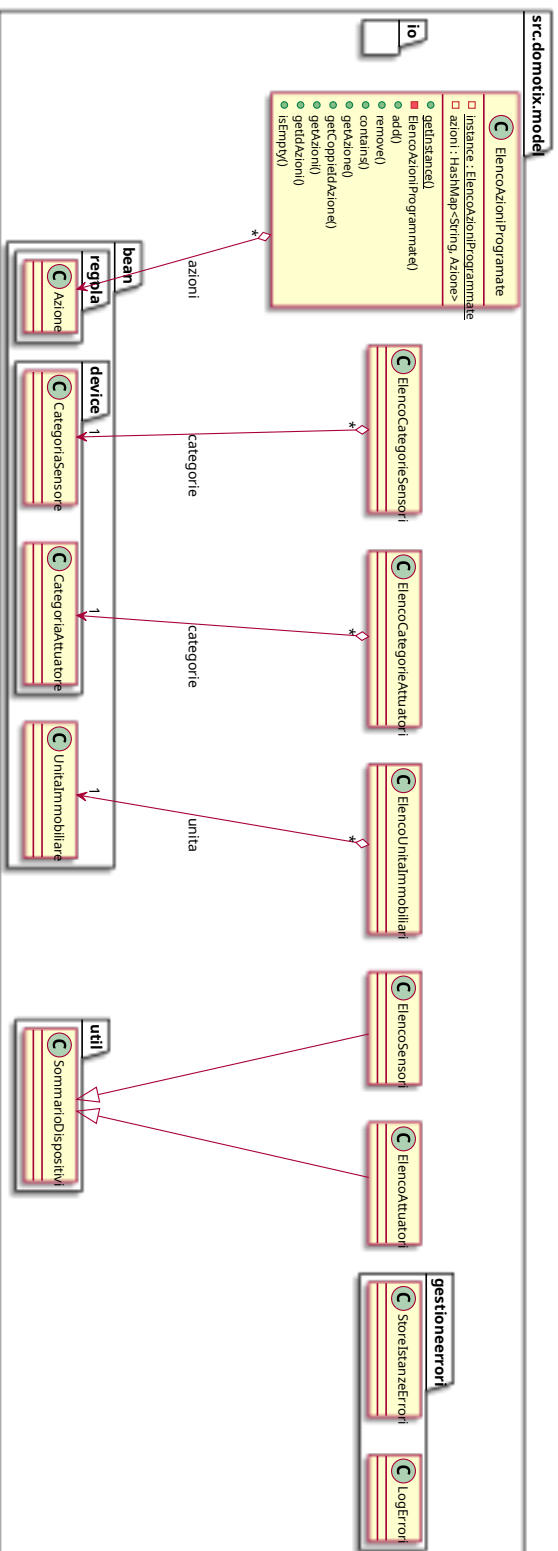 src.domotix.model
io
C ElencoAzioniProgramate
instance : ElencoAzioniProgrammate
azioni : HashMap<String, Azione>
getInstance()
ElencoAzioniProgrammate()
add()
remove()
contains()
getAzione()
getCoppieIdAzione()
getAzioni()
getIdAzioni()
isEmpty()
C ElencoCategorieSensori
C ElencoCategorieAttuatori
C ElencoUnitaImmobiliari
C ElencoSensori
C ElencoAttuatori
gestioneerrori
C StoreIstanzeErrori
C LogErrori
*
*
*
*
azioni
categorie
categorie
unita
bean
regola
C Azione
device
1
C CategoriaSensore
1
C CategoriaAttuatore
1
C UnitaImmobiliare
util
C SommarioDispositivi